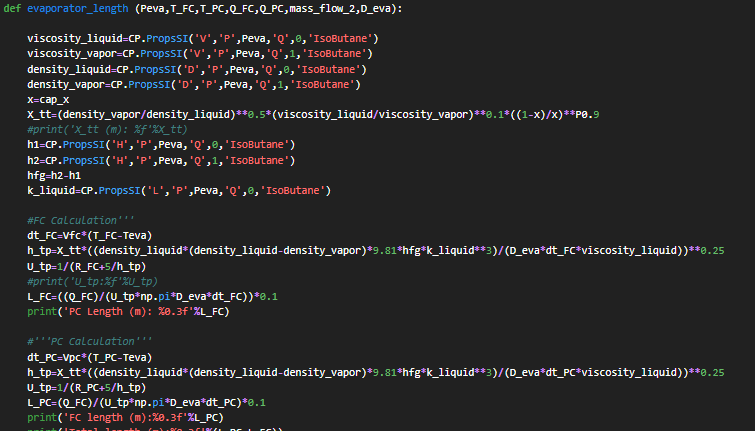 def evaporator_length (Peva,T_FC,T_PC,Q_FC,Q_PC,mass_flow_2,D_eva):
viscosity_liquid=CP.PropsSI('V','P',Peva,'Q',0,'IsoButane')
viscosity_vapor=CP.PropsSI('V','P',Peva,'Q',1,'IsoButane')
density_liquid=CP.PropsSI('D','P',Peva,'Q',0,'IsoButane')
density_vapor=CP.PropsSI('D','P',Peva,'Q',1,'IsoButane')
x=cap_x
X_tt=(density_vapor/density_liquid)**0.5*(viscosity_liquid/viscosity_vapor)**0.1*((1-x)/x)**P0.9
#print('X_tt (m): %f'%X_tt)
h1=CP.PropsSI('H','P',Peva,'Q',0,'IsoButane')
h2=CP.PropsSI('H','P',Peva,'Q',1,'IsoButane')
hfg=h2-h1
k_liquid=CP.PropsSI('L','P',Peva,'Q',0,'IsoButane')
#FC Calculation'''
dt_FC=Vfc*(T_FC-Teva)
h_tp=X_tt*((density_liquid*(density_liquid-density_vapor)*9.81*hfg*k_liquid**3)/(D_eva*dt_FC*viscosity_liquid))**0.25
U_tp=1/(R_FC+5/h_tp)
#print('U_tp:%f'%U_tp)
L_FC=((Q_FC)/(U_tp*np.pi*D_eva*dt_FC))*0.1
print('PC Length (m): %0.3f'%L_FC)
#'''PC Calculation'''
dt_PC=Vpc*(T_PC-Teva)
h_tp=X_tt*((density_liquid*(density_liquid-density_vapor)*9.81*hfg*k_liquid**3)/(D_eva*dt_PC*viscosity_liquid))**0.25
U_tp=1/(R_PC+5/h_tp)
L_PC=(Q_FC)/(U_tp*np.pi*D_eva*dt_PC)*0.1
print('FC length (m):%0.3f'%L_PC)
print('Total length (m):%0.3f'%(L_PC+L_FC))